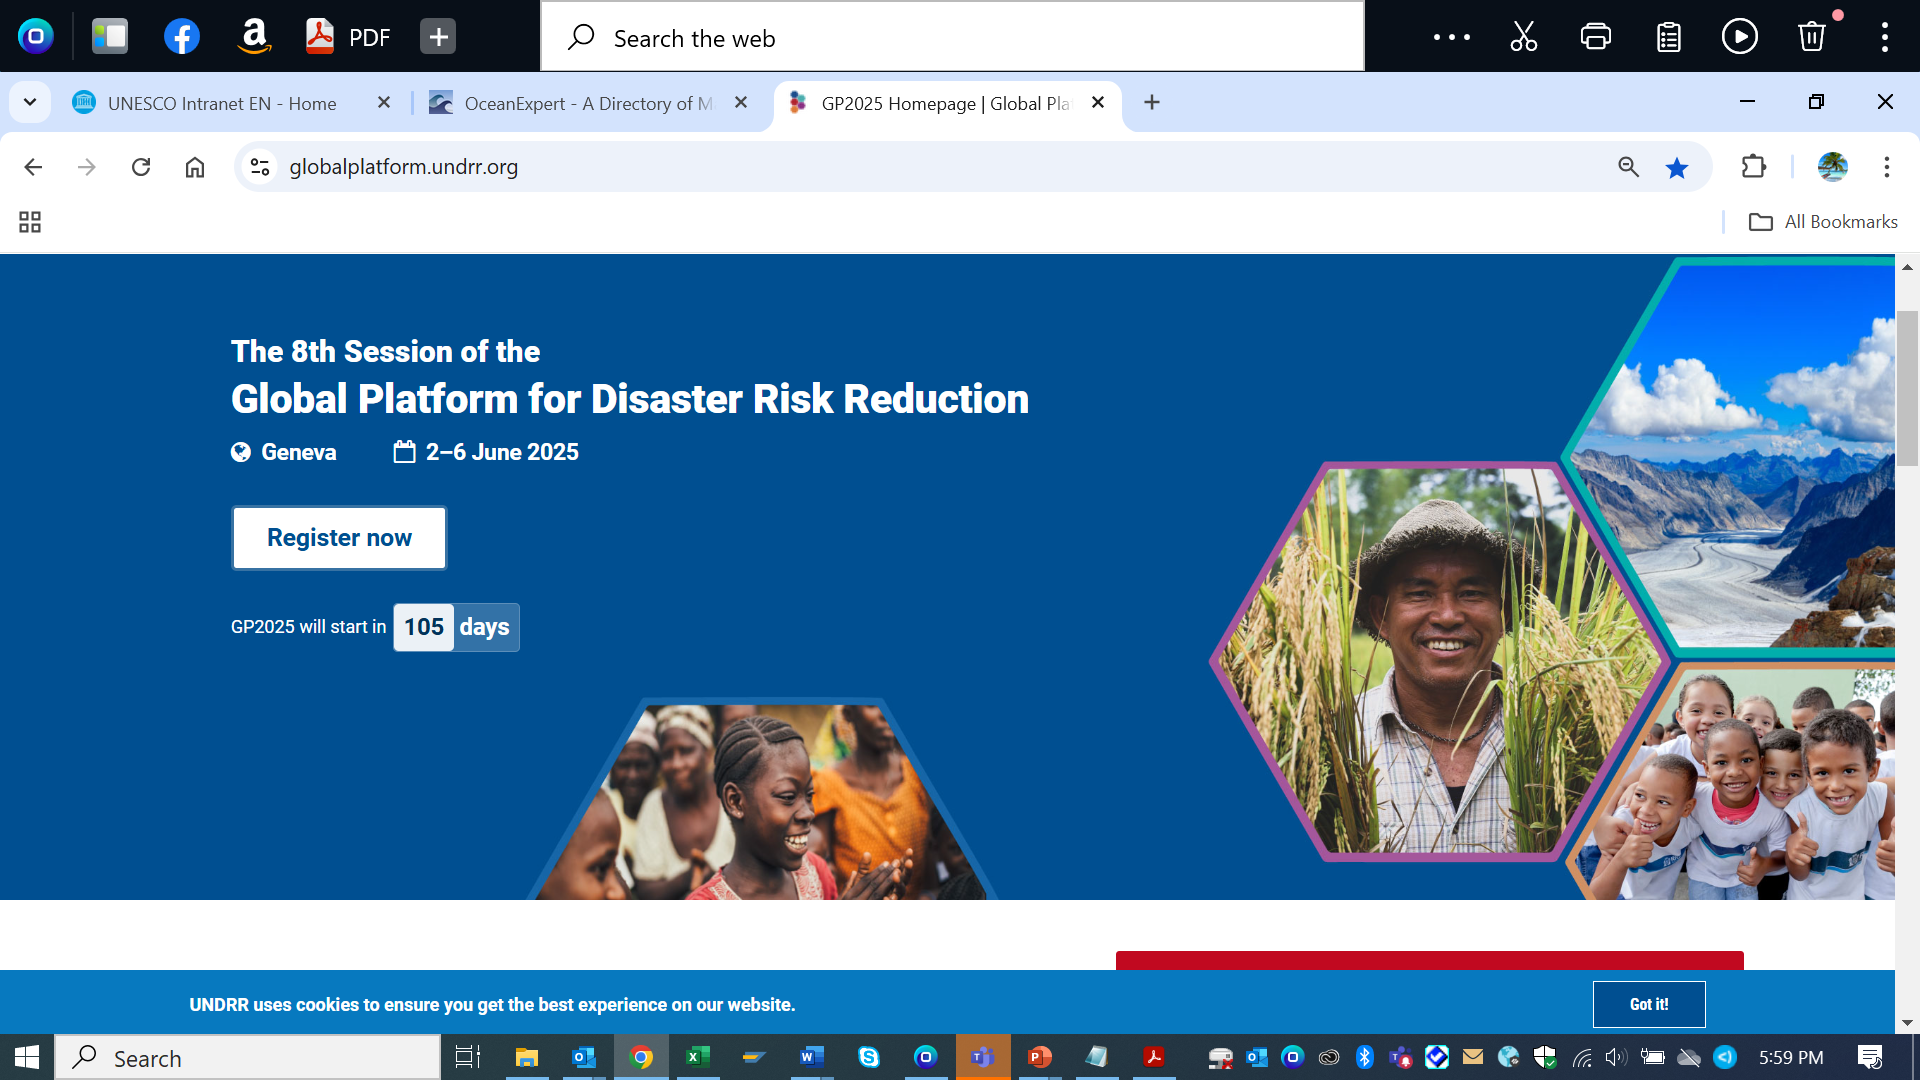 PDF
Search the web
UNESCO Intranet EN - Home
OceanExpert - A Directory of M
GP2025 Homepage | Global Pla
globalplatform.undrr.org
All Bookmarks
The 8th Session of the
Global Platform for Disaster Risk Reduction
Geneva
2–6 June 2025
Register now
GP2025 will start in 105 days
UNDRR uses cookies to ensure you get the best experience on our website.
Got it!
Search
5:59 PM